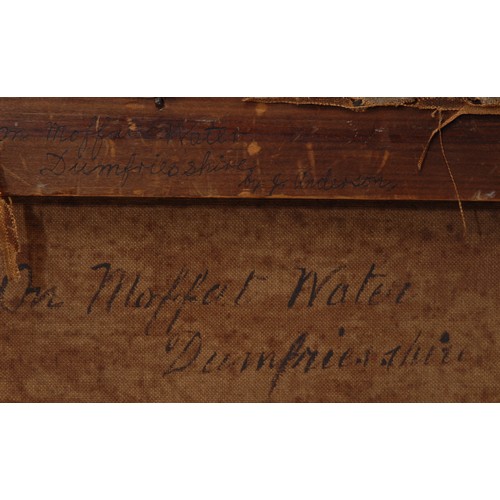 On Moffat Water
Dumfriesshire
by J. Anderson
On Moffat Water
Dumfriesshire